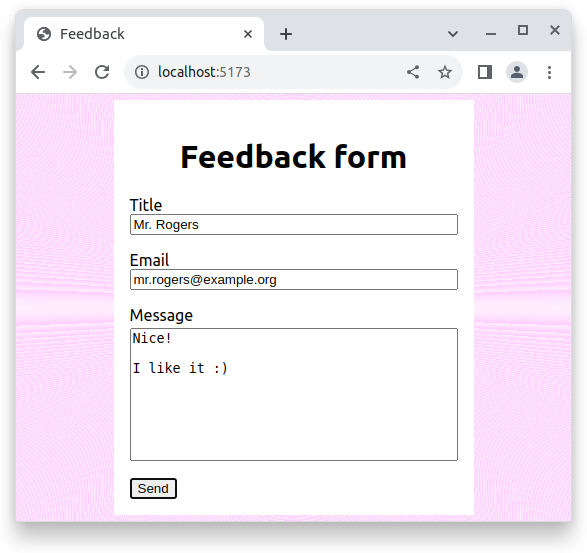 Feedback
localhost:5173
Feedback form
Title
Mr. Rogers
Email
mr.rogers@example.org
Message
Nice!
I like it :)
Send